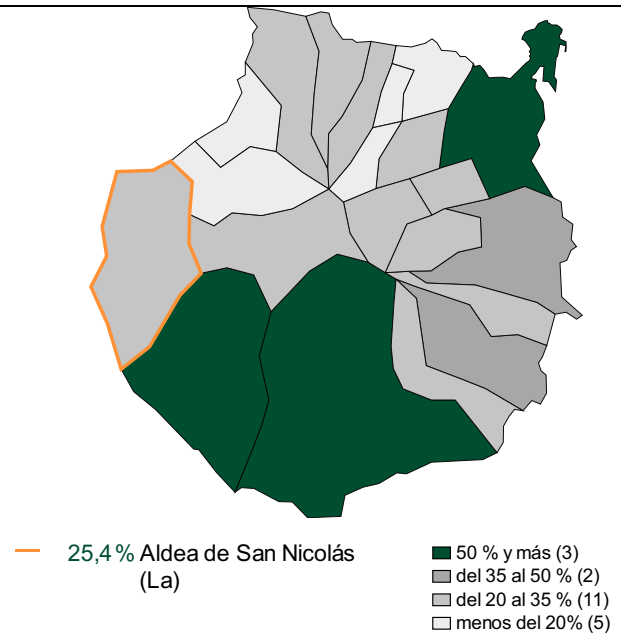 25,4% Aldea de San Nicolás
(La)
50 % y más (3)
del 35 al 50 % (2)
del 20 al 35 % (11)
menos del 20% (5)